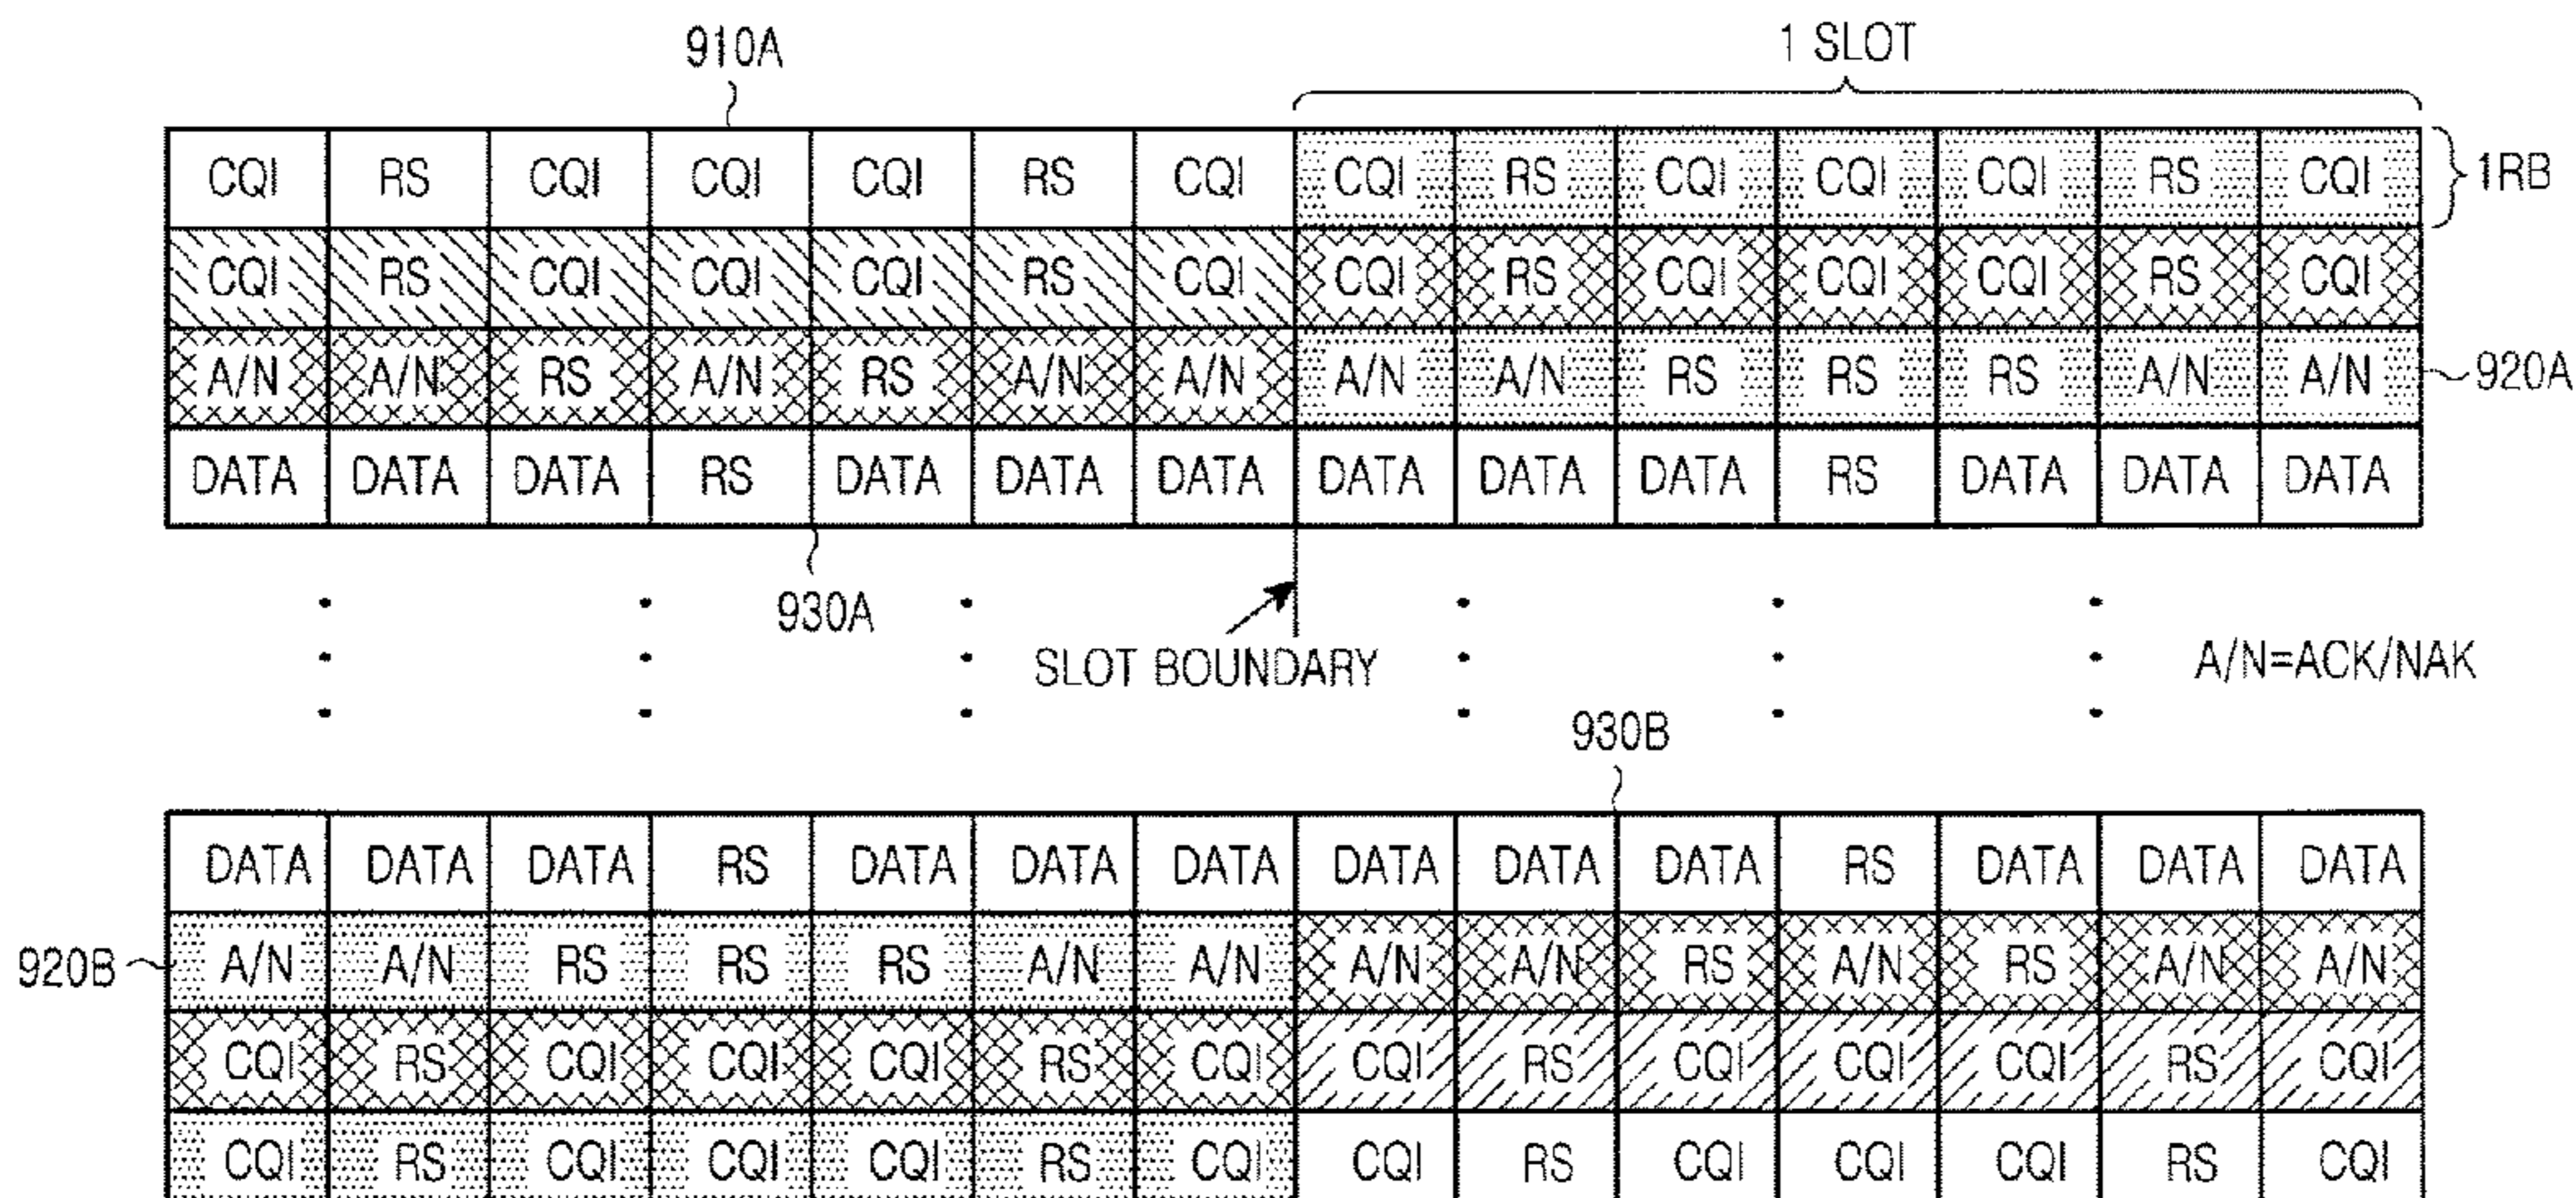 910A
1 SLOT
CQI RS CQI CQI CQI RS CQI CQI RS CQI CQI CQI RS CQI
1RB
CQI RS CQI CQI CQI RS CQI CQI RS CQI CQI CQI RS CQI
A/N A/N RS A/N RS A/N A/N A/N A/N RS RS RS A/N A/N
920A
DATA DATA DATA RS DATA DATA DATA DATA DATA DATA RS DATA DATA DATA
930A
SLOT BOUNDARY
A/N=ACK/NAK
930B
DATA DATA DATA RS DATA DATA DATA DATA DATA DATA RS DATA DATA DATA
920B
A/N A/N RS RS RS A/N A/N A/N A/N RS A/N RS A/N A/N
CQI RS CQI CQI CQI RS CQI CQI RS CQI CQI CQI RS CQI
CQI RS CQI CQI CQI RS CQI CQI RS CQI CQI CQI RS CQI